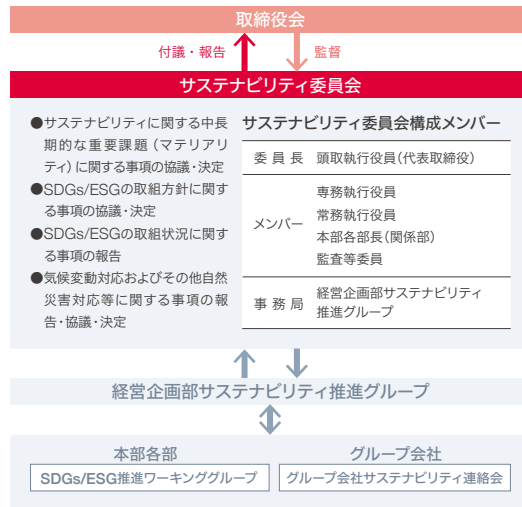 取締役会
付議・報告
監督
サステナビリティ委員会
●サステナビリティに関する中長
期的な重要課題(マテリアリ
ティ)に関する事項の協議・決定
●SDGs/ESGの取組方針に関す
る事項の協議・決定
●SDGs/ESGの取組状況に関す
る事項の報告
●気候変動対応およびその他自然
災害対応等に関する事項の報
告・協議・決定
サステナビリティ委員会構成メンバー
委員長 頭取執行役員(代表取締役)
メンバー
専務執行役員
常務執行役員
本部各部長(関係部)
監査等委員
事務局
経営企画部サステナビリティ
推進グループ
経営企画部サステナビリティ推進グループ
本部各部
SDGs/ESG推進ワーキンググループ
グループ会社
グループ会社サステナビリティ連絡会